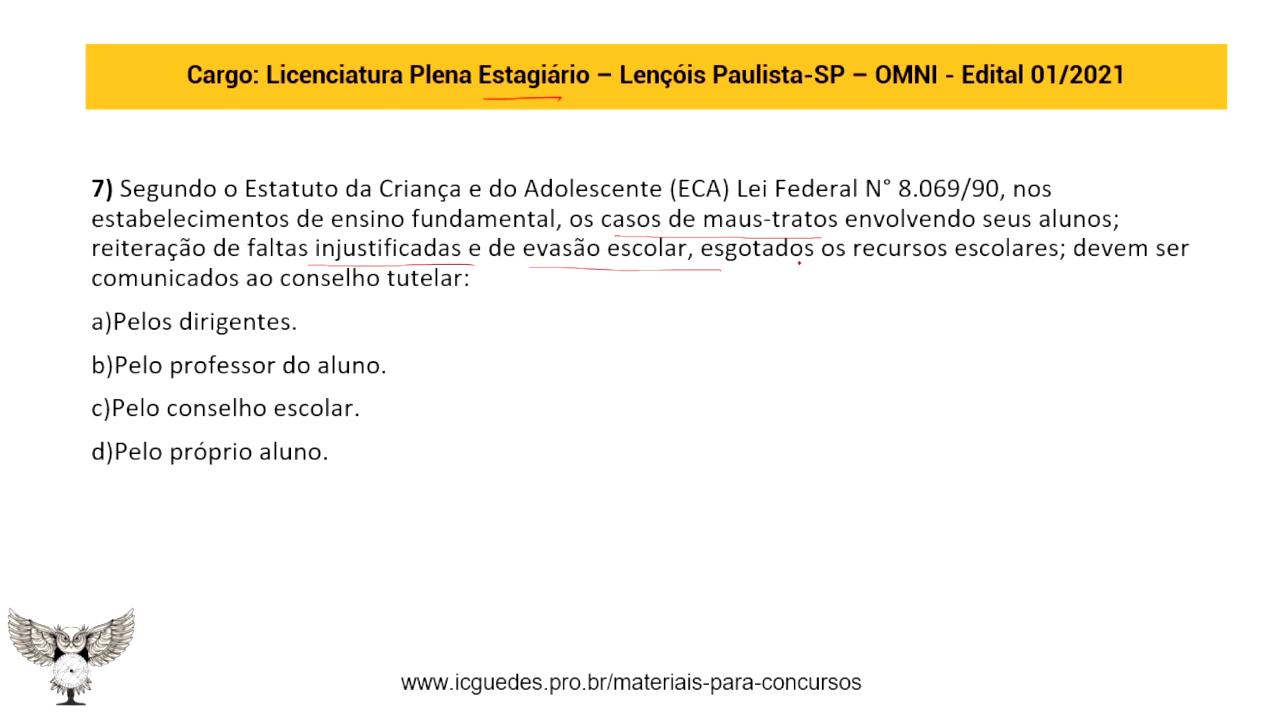 Cargo: Licenciatura Plena Estagiário – Lençóis Paulista-SP – OMNI - Edital 01/2021
7) Segundo o Estatuto da Criança e do Adolescente (ECA) Lei Federal N° 8.069/90, nos
estabelecimentos de ensino fundamental, os casos de maus-tratos envolvendo seus alunos;
reiteração de faltas injustificadas e de evasão escolar, esgotados os recursos escolares; devem ser
comunicados ao conselho tutelar:
a)Pelos dirigentes.
b)Pelo professor do aluno.
c)Pelo conselho escolar.
d)Pelo próprio aluno.
www.icguedes.pro.br/materiais-para-concursos